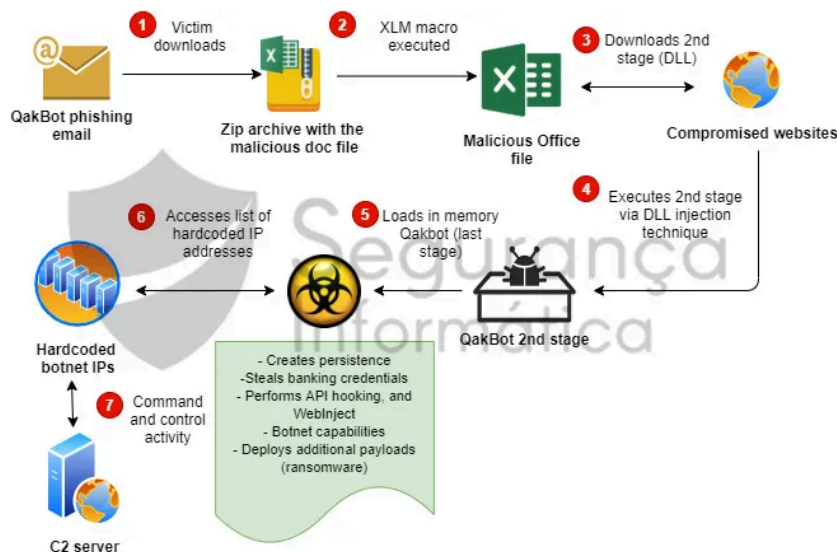 1 Victim
downloads
2 XLM macro
executed
3 Downloads 2nd
stage (DLL)
QakBot phishing
email
Zip archive with the
malicious doc file
Malicious Office
file
Compromised websites
4 Executes 2nd stage
via DLL injection
technique
5 Loads in memory
Qakbot (last
stage)
6 Accesses list of
hardcoded IP
addresses
Segurança
Informática
QakBot 2nd stage
Hardcoded
botnet IPs
- Creates persistence
-Steals banking credentials
- Performs API hooking, and
WebInject
- Botnet capabilities
- Deploys additional payloads
(ransomware)
7 Command
and control
activity
C2 server